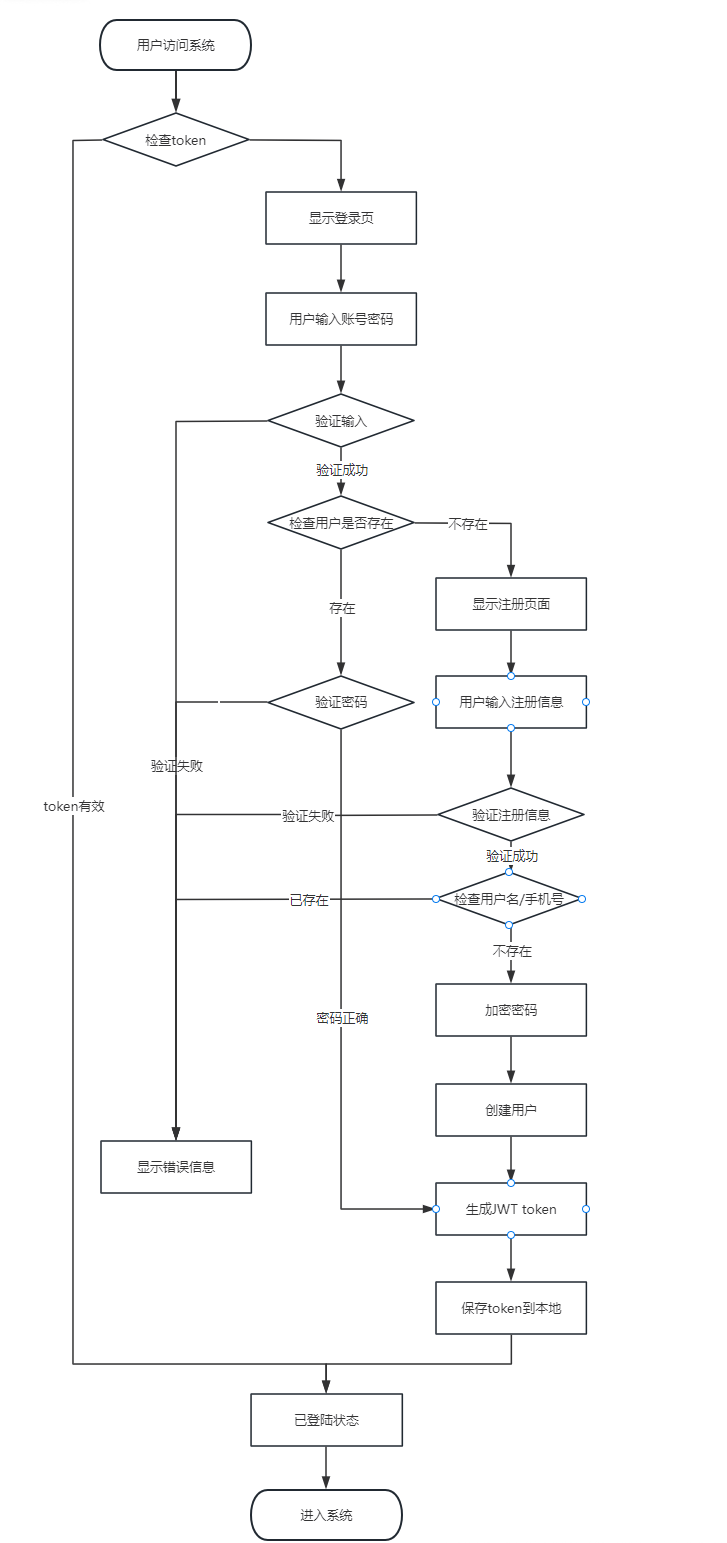 用户访问系统
检查token
显示登录页
用户输入账号密码
验证输入
验证成功
检查用户是否存在
不存在
显示注册页面
存在
验证密码
用户输入注册信息
验证失败
token有效
验证失败
验证注册信息
验证成功
已存在
检查用户名/手机号
不存在
加密密码
密码正确
创建用户
显示错误信息
生成JWT token
保存token到本地
已登陆状态
进入系统